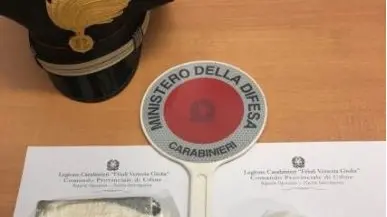 MINISTERO DELLA DIFESA
CARABINIERI
Legione Carabinieri "Friuli Venezia Giulia"
Comando Provinciale di Udine
Legione Carabinieri "Friuli Venezia Giulia"
Comando Provinciale di Udine